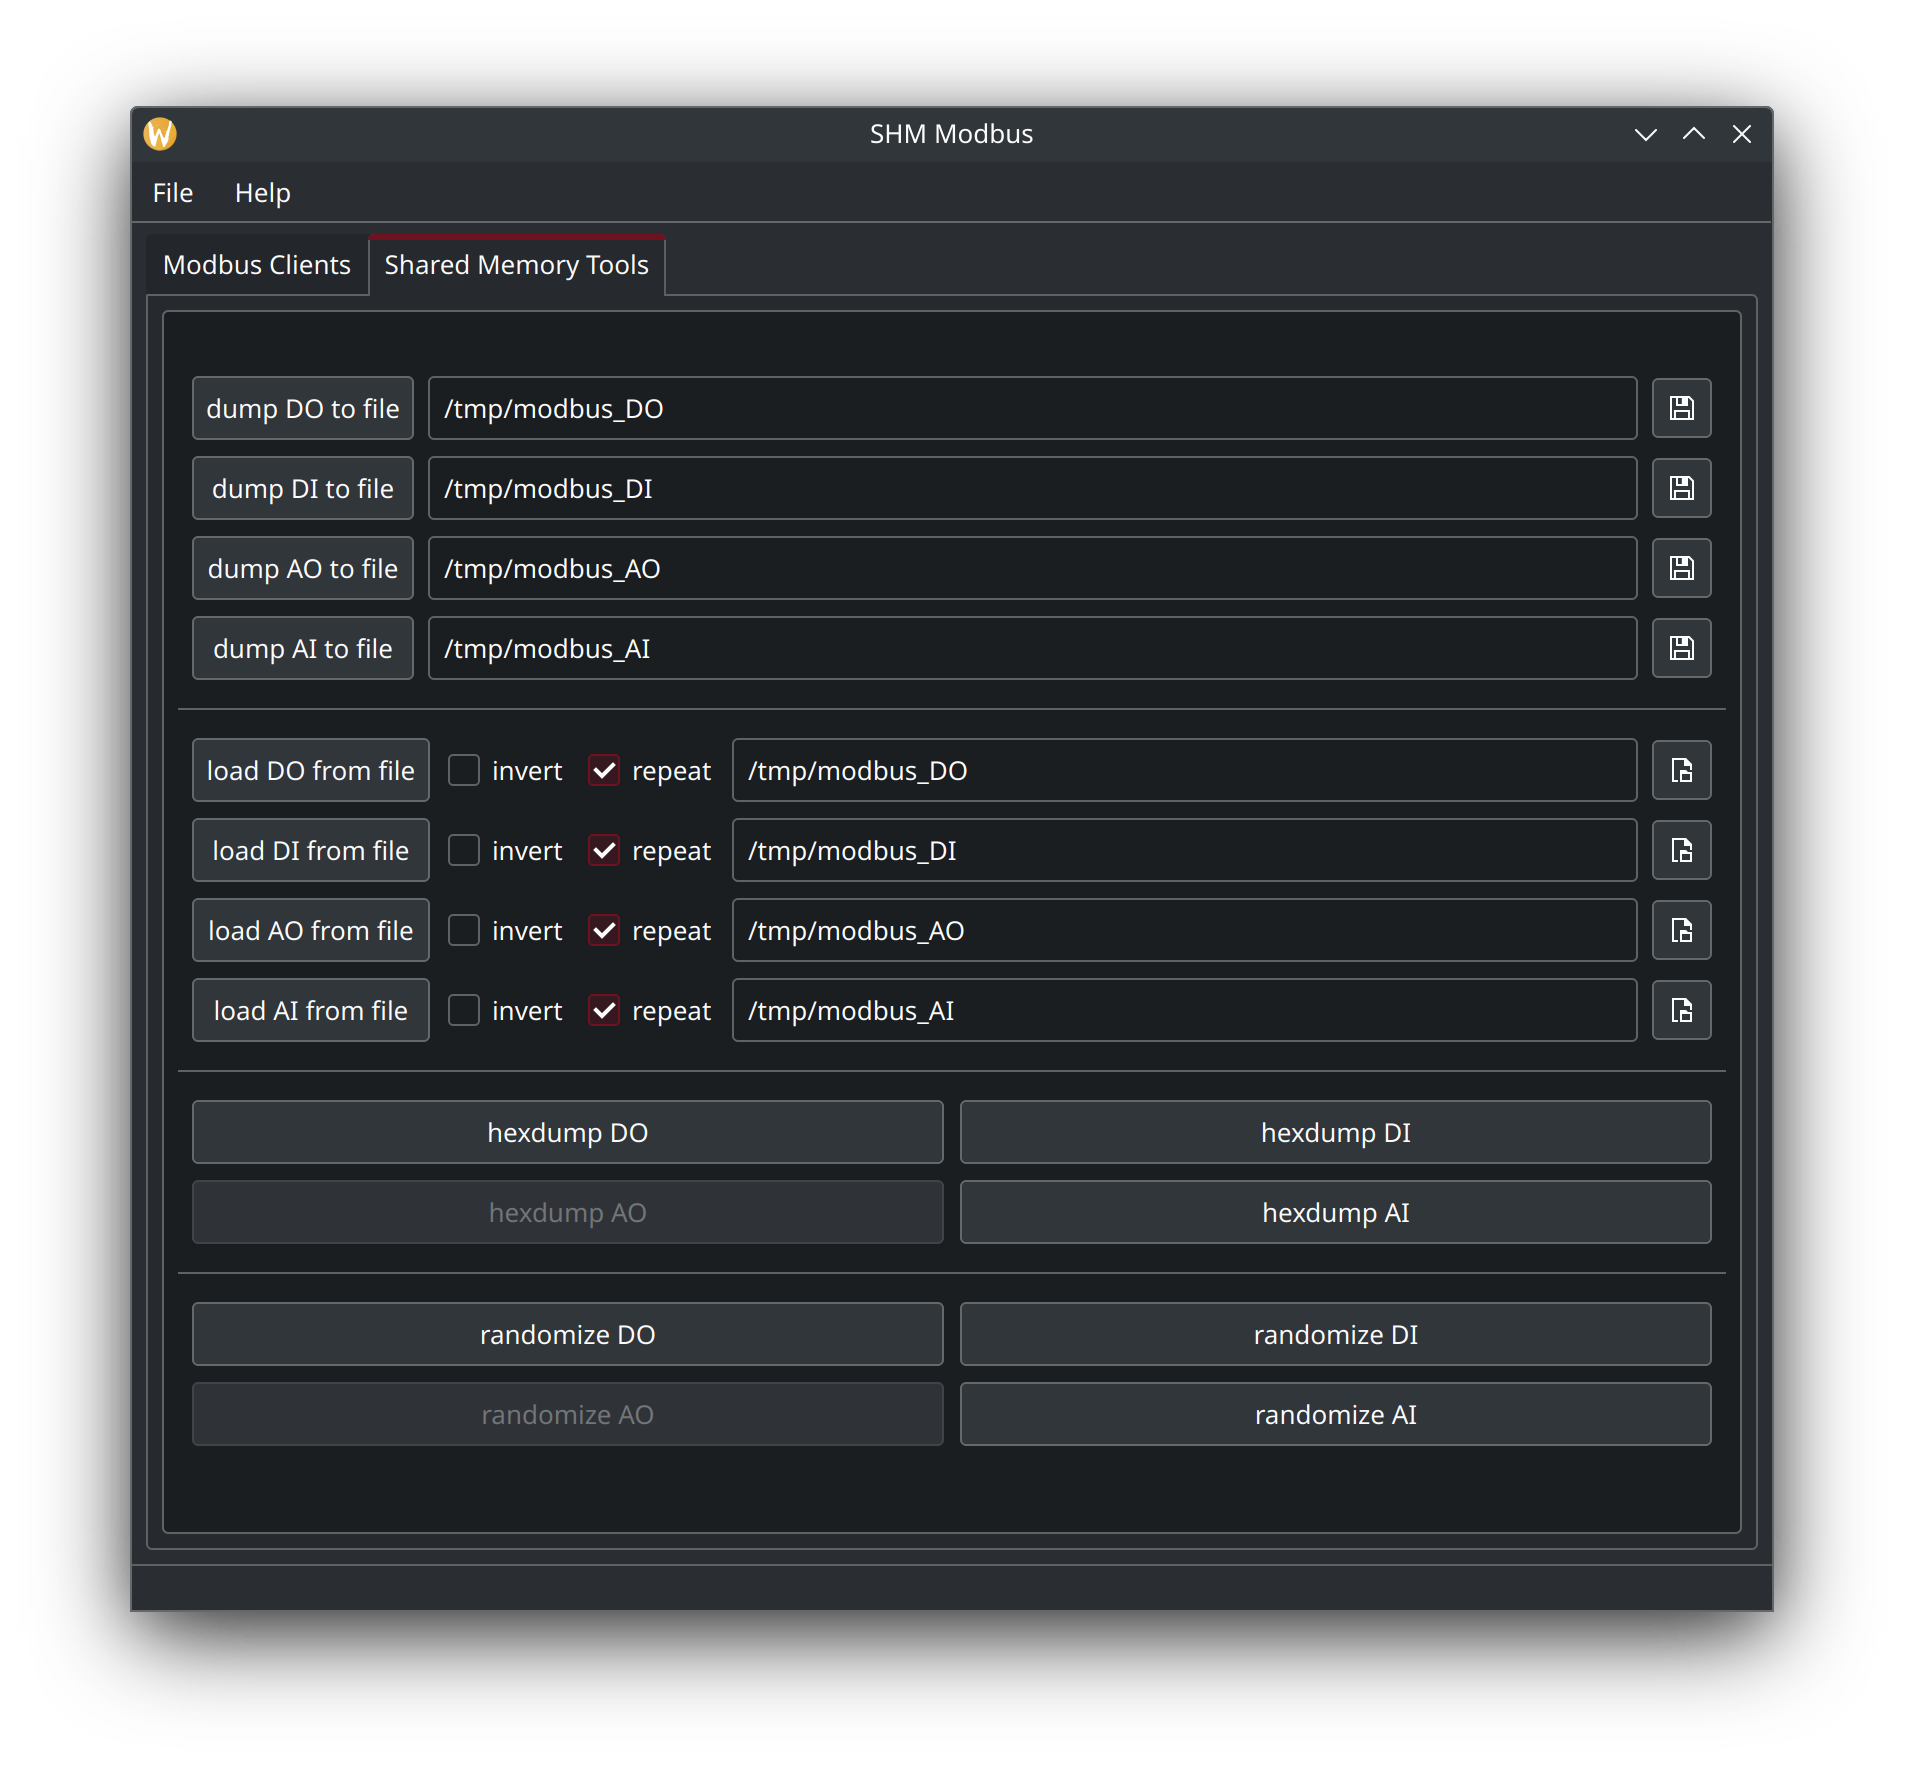 SHM Modbus
File Help
Modbus Clients Shared Memory Tools
dump DO to file /tmp/modbus_DO
dump DI to file /tmp/modbus_DI
dump AO to file /tmp/modbus_AO
dump AI to file /tmp/modbus_AI
load DO from file invert repeat /tmp/modbus_DO
load DI from file invert repeat /tmp/modbus_DI
load AO from file invert repeat /tmp/modbus_AO
load AI from file invert repeat /tmp/modbus_AI
hexdump DO hexdump DI
hexdump AO hexdump AI
randomize DO randomize DI
randomize AO randomize AI